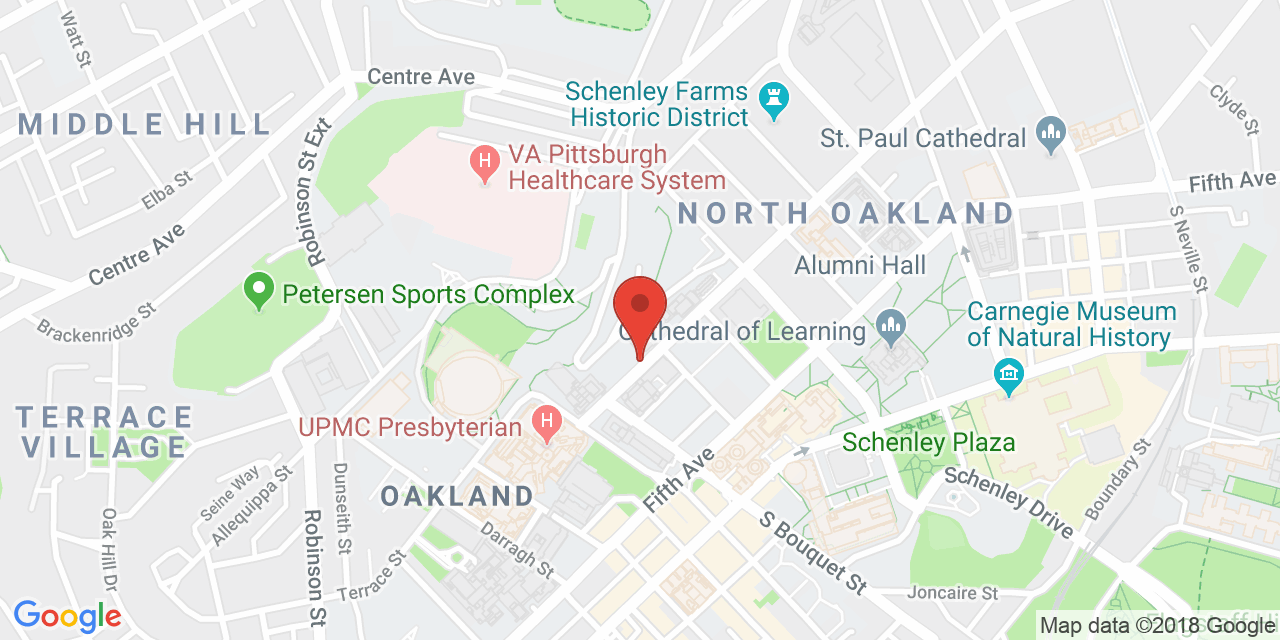 Watt St
Centre Ave
Schenley Farms
Historic District
Clyde St
MIDDLE HILL
St. Paul Cathedral
VA Pittsburgh
Healthcare System
Fifth Ave
Elba St
Robinson St Ext
NORTH OAKLAND
S Neville St
Centre Ave
Alumni Hall
Petersen Sports Complex
Brackenridge St
Cathedral of Learning
Carnegie Museum
of Natural History
TERRACE
VILLAGE
UPMC Presbyterian
Schenley Plaza
Fifth Ave
Seine Way
Allequippa St
Dunseith St
OAKLAND
Schenley Drive
Boundary St
Oak Hill Dr
Robinson St
Darragh St
S Bouquet St
Terrace St
Joncaire St
Google
Map data ©2018 Google